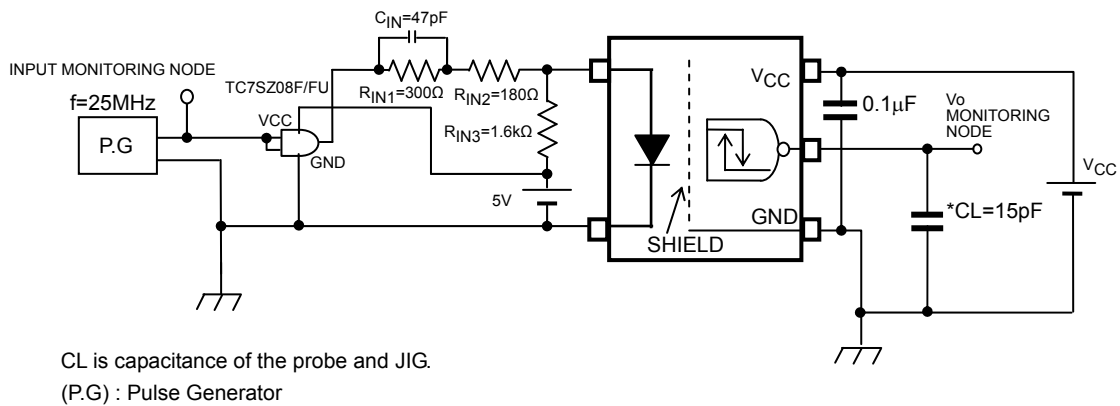 CIN=47pF
INPUT MONITORING NODE
TC7SZ08F/FU
RIN1=300Ω
RIN2=180Ω
f=25MHz
P.G
VCC
GND
RIN3=1.6kΩ
5V
SHIELD
VCC
GND
0.1μF
Vo
MONITORING
NODE
*CL=15pF
VCC
CL is capacitance of the probe and JIG.
(P.G) : Pulse Generator